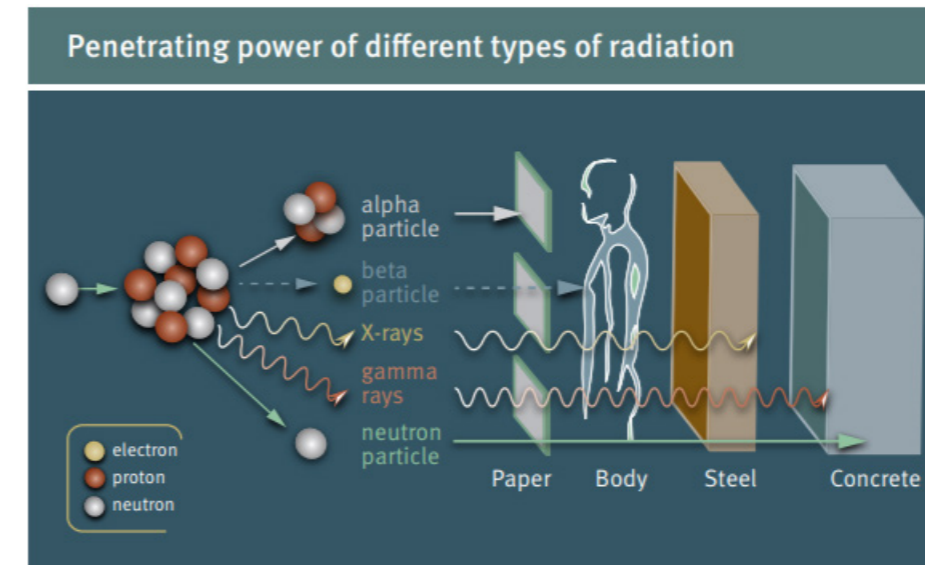 Penetrating power of different types of radiation
alpha
particle
beta
particle
X-rays
gamma
rays
neutron
particle
electron
proton
neutron
Paper
Body
Steel
Concrete